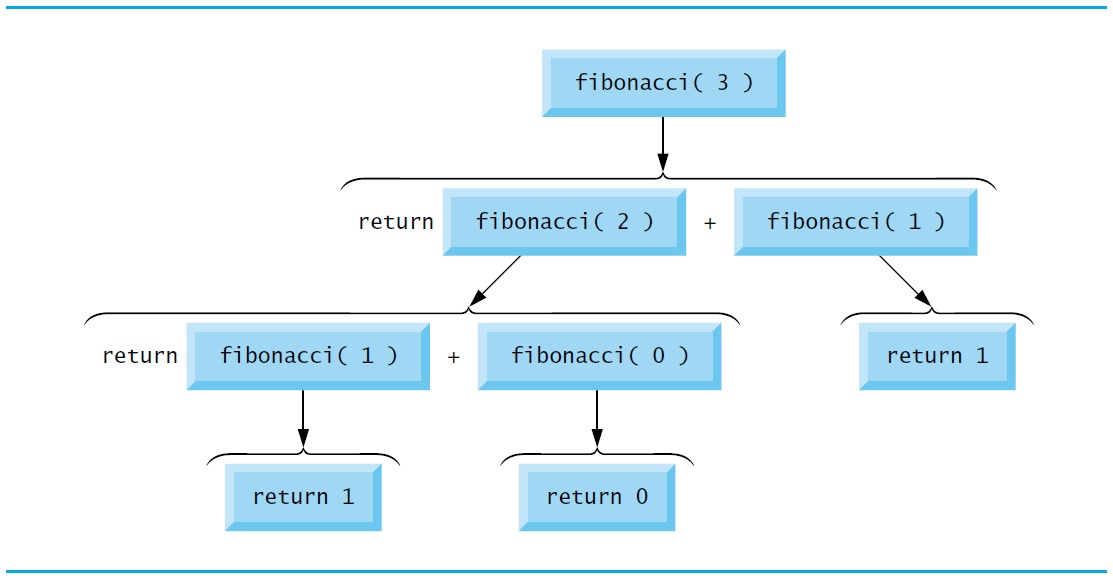 fibonacci( 3 )
return fibonacci( 2 ) + fibonacci( 1 )
return fibonacci( 1 ) + fibonacci( 0 ) return 1
return 1 return 0